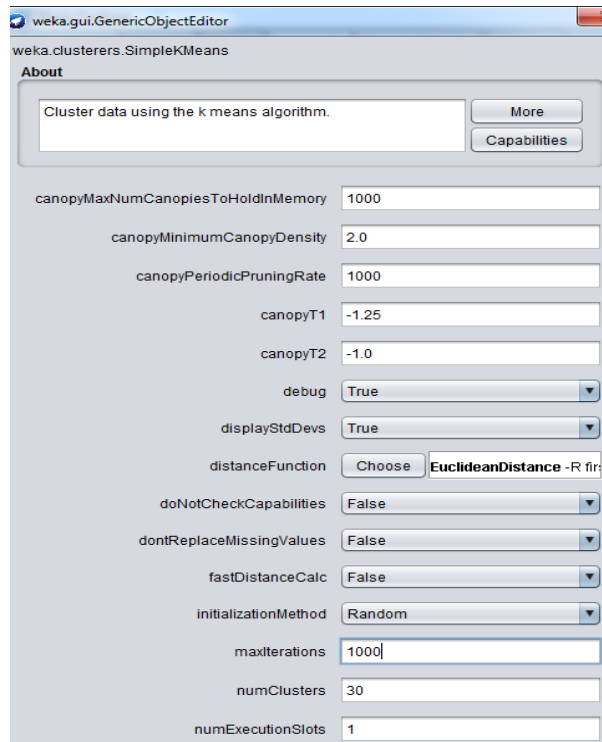 weka.gui.GenericObjectEditor
weka.clusterers.SimpleKMeans
About
Cluster data using the k means algorithm.
More
Capabilities
canopyMaxNumCanopiesToHoldInMemory 1000
canopyMinimumCanopyDensity 2.0
canopyPeriodicPruningRate 1000
canopyT1 -1.25
canopyT2 -1.0
debug True
displayStdDevs True
distanceFunction Choose EuclideanDistance -R
doNotCheckCapabilities False
dontReplaceMissingValues False
fastDistanceCalc False
initializationMethod Random
maxIterations 1000
numClusters 30
numExecutionSlots 1